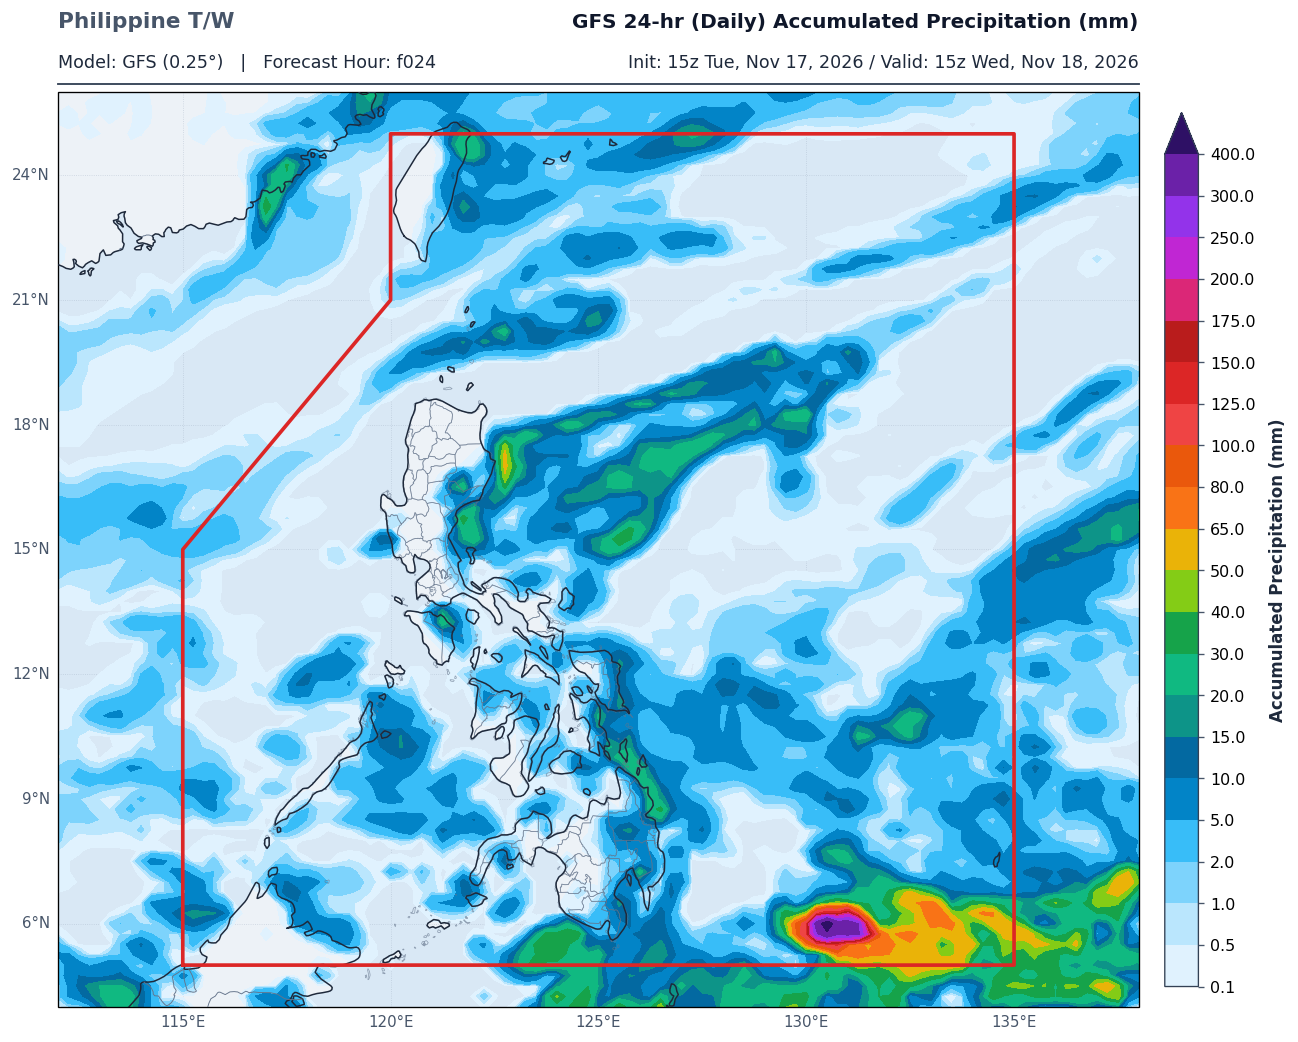 Philippine T/W
GFS 24-hr (Daily) Accumulated Precipitation (mm)
Model: GFS (0.25°)   |   Forecast Hour: f024
Init: 15z Tue, Nov 17, 2026 / Valid: 15z Wed, Nov 18, 2026
24°N
21°N
18°N
15°N
12°N
9°N
6°N
115°E
120°E
125°E
130°E
135°E
400.0
300.0
250.0
200.0
175.0
150.0
125.0
100.0
80.0
65.0
50.0
40.0
30.0
20.0
15.0
10.0
5.0
2.0
1.0
0.5
0.1
Accumulated Precipitation (mm)